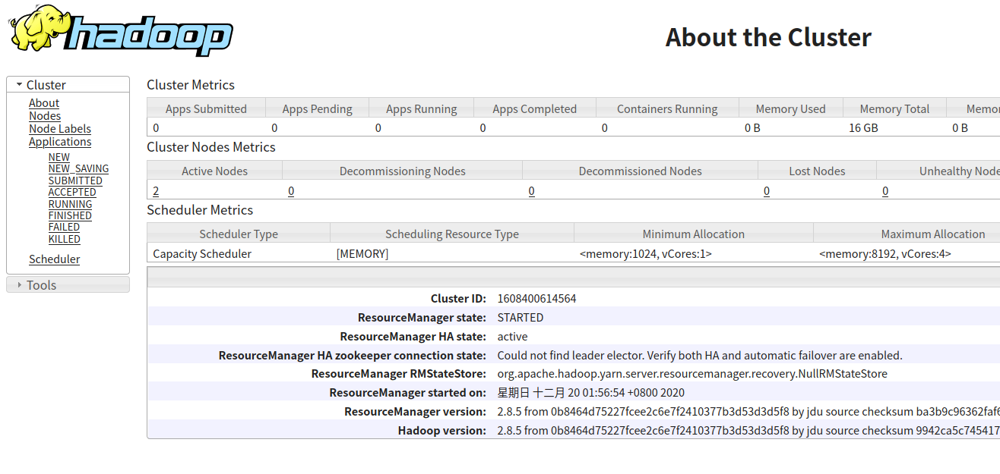 hadoop
About the Cluster
Cluster
About
Nodes
Node Labels
Applications
NEW
NEW_SAVING
SUBMITTED
ACCEPTED
RUNNING
FINISHED
FAILED
KILLED
Scheduler
Tools
Cluster Metrics
Apps Submitted Apps Pending Apps Running Apps Completed Containers Running Memory Used Memory Total
0 0 0 0 0 0 B 16 GB 0 B
Cluster Nodes Metrics
Active Nodes Decommissioning Nodes Decommissioned Nodes Lost Nodes Unhealthy
2 0 0 0 0
Scheduler Metrics
Scheduler Type Scheduling Resource Type Minimum Allocation Maximum Allocation
Capacity Scheduler [MEMORY] <memory:1024, vCores:1> <memory:8192, vCores:4>
Cluster ID: 1608400614564
ResourceManager state: STARTED
ResourceManager HA state: active
ResourceManager HA zookeeper connection state: Could not find leader elector. Verify both HA and automatic failover are enabled.
ResourceManager RMStateStore: org.apache.hadoop.yarn.server.resourcemanager.recovery.NullRMStateStore
ResourceManager started on: 星期日 十二月 20 01:56:54 +0800 2020
ResourceManager version: 2.8.5 from 0b8464d75227fcee2c6e7f2410377b3d53d3d5f8 by jdu source checksum
Hadoop version: 2.8.5 from 0b8464d75227fcee2c6e7f2410377b3d53d3d5f8 by jdu source checksum